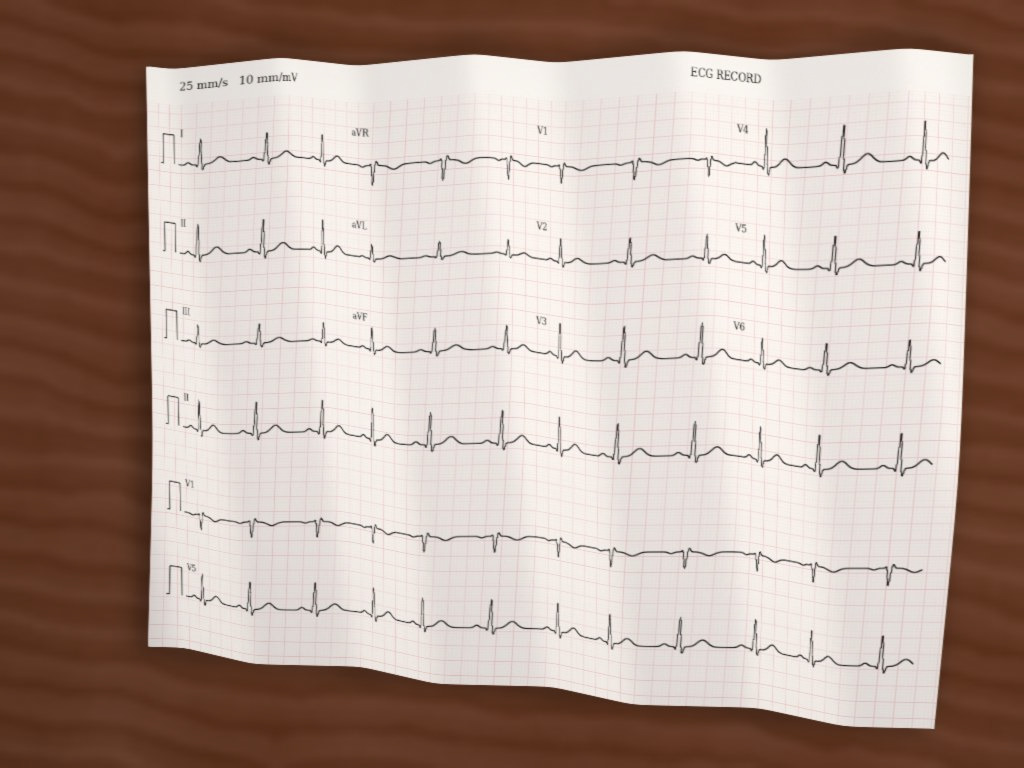 25 mm/s 10 mm/mV
ECG RECORD
I aVR V1 V4
II aVL V2 V5
III aVF V3 V6
II
V1
V5